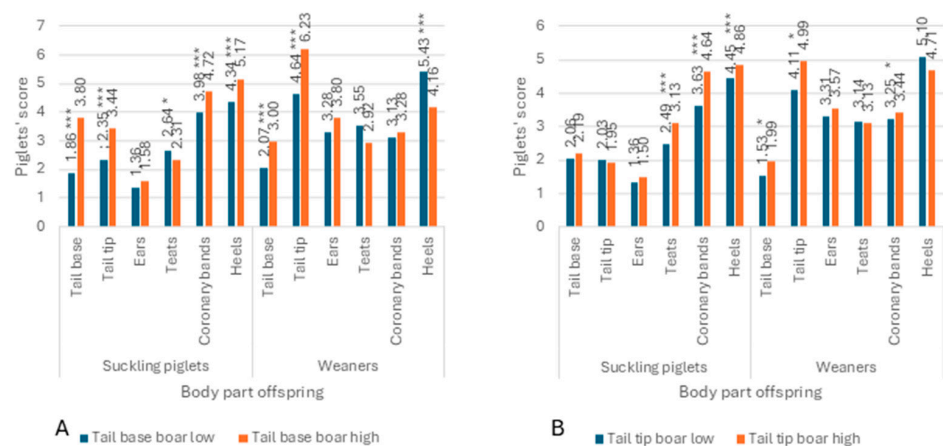 7
6
5
4
3
2
1
0
Piglets' score
1.86 ***
3.80
2.35 ***
3.44
1.36
1.58
2.64 *
2.31
3.98 ***
4.72
4.34 ***
5.17
2.07 ***
3.00
4.64 ***
6.23
3.28
3.80
3.55
2.92
3.13
3.28
5.43 ***
4.16
Tail base
Tail tip
Ears
Teats
Coronary bands
Heels
Tail base
Tail tip
Ears
Teats
Coronary bands
Heels
Suckling piglets
Weaners
Body part offspring
A
Tail base boar low
Tail base boar high
6
5
4
3
2
1
0
Piglets' score
2.06
2.19
2.03
1.95
1.36
1.50
2.49 ***
3.13
3.63 ***
4.64
4.45 ***
4.86
1.53 *
1.99
4.11 *
4.99
3.31
3.57
3.14
3.13
3.25 *
3.44
5.10
4.71
Tail base
Tail tip
Ears
Teats
Coronary bands
Heels
Tail base
Tail tip
Ears
Teats
Coronary bands
Heels
Suckling piglets
Weaners
Body part offspring
B
Tail tip boar low
Tail tip boar high